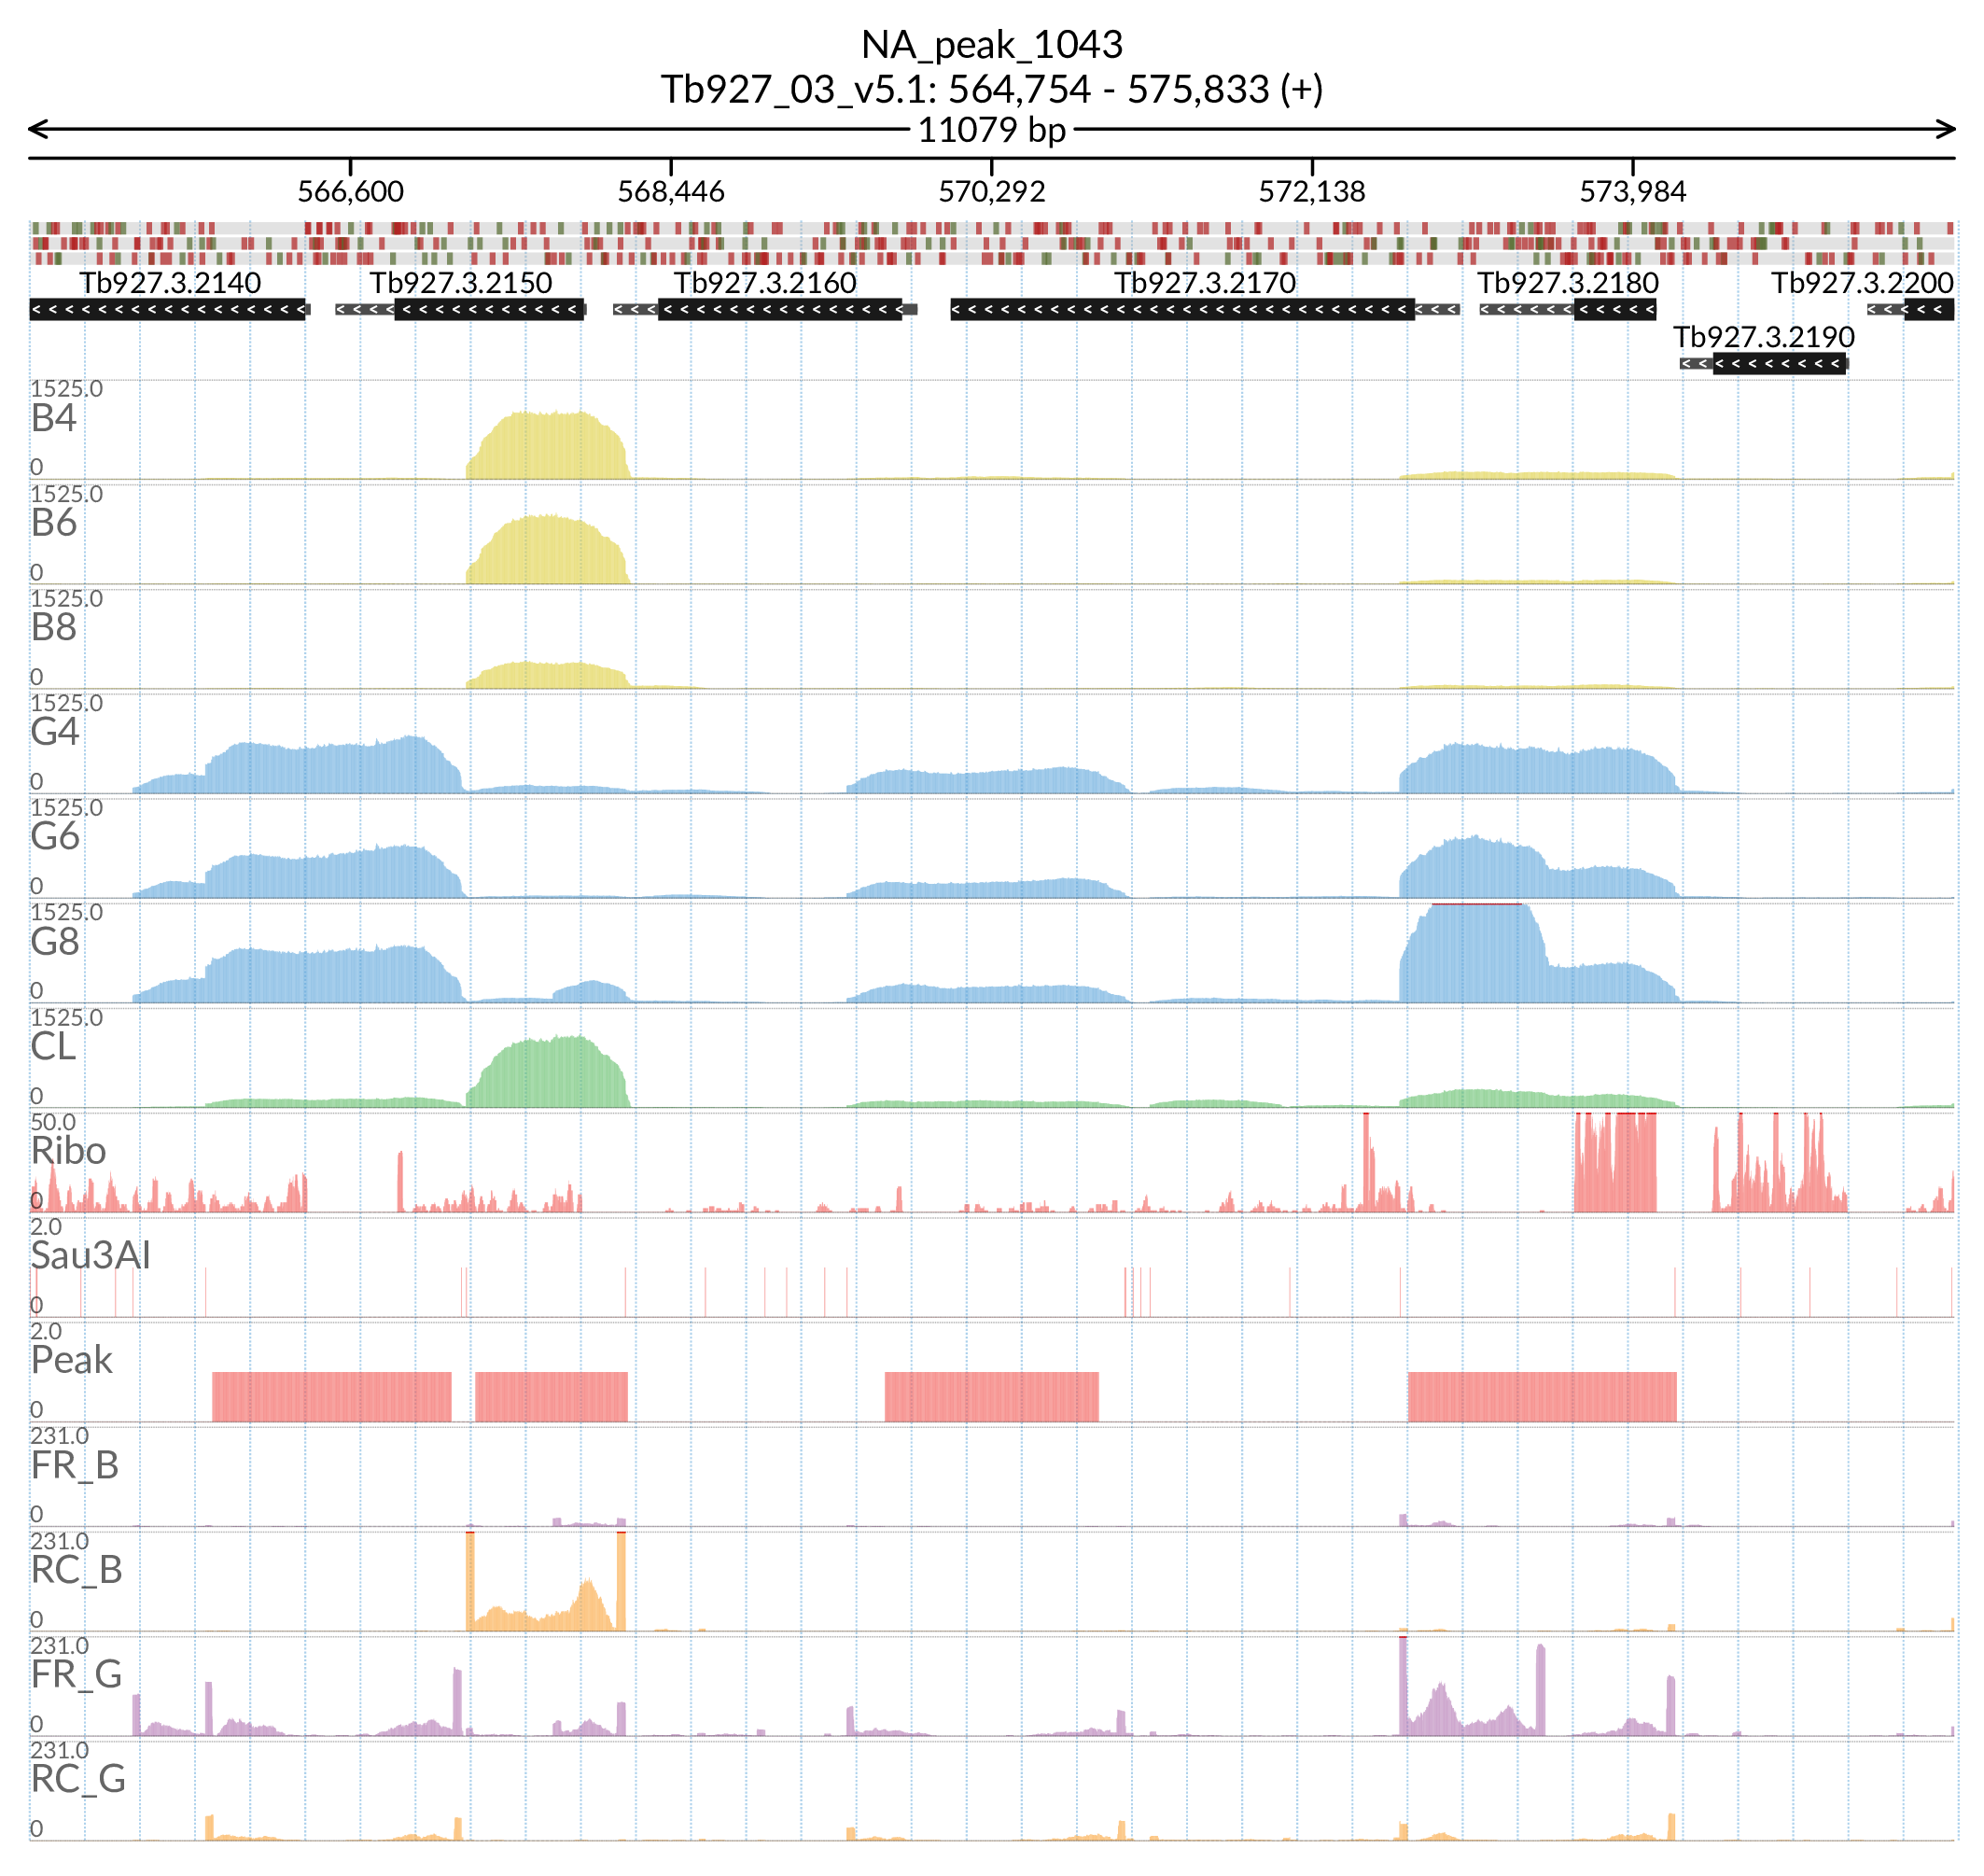 NA_peak_1043
Tb927_03_v5.1: 564,754 - 575,833 (+)
11079 bp
566,600 568,446 570,292 572,138 573,984
Tb927.3.2140 Tb927.3.2150 Tb927.3.2160 Tb927.3.2170 Tb927.3.2180 Tb927.3.2200
Tb927.3.2190
1525.0
B4
0
1525.0
B6
0
1525.0
B8
0
1525.0
G4
0
1525.0
G6
0
1525.0
G8
0
1525.0
CL
0
50.0
Ribo
0
2.0
Sau3AI
0
2.0
Peak
0
231.0
FR_B
0
231.0
RC_B
0
231.0
FR_G
0
231.0
RC_G
0